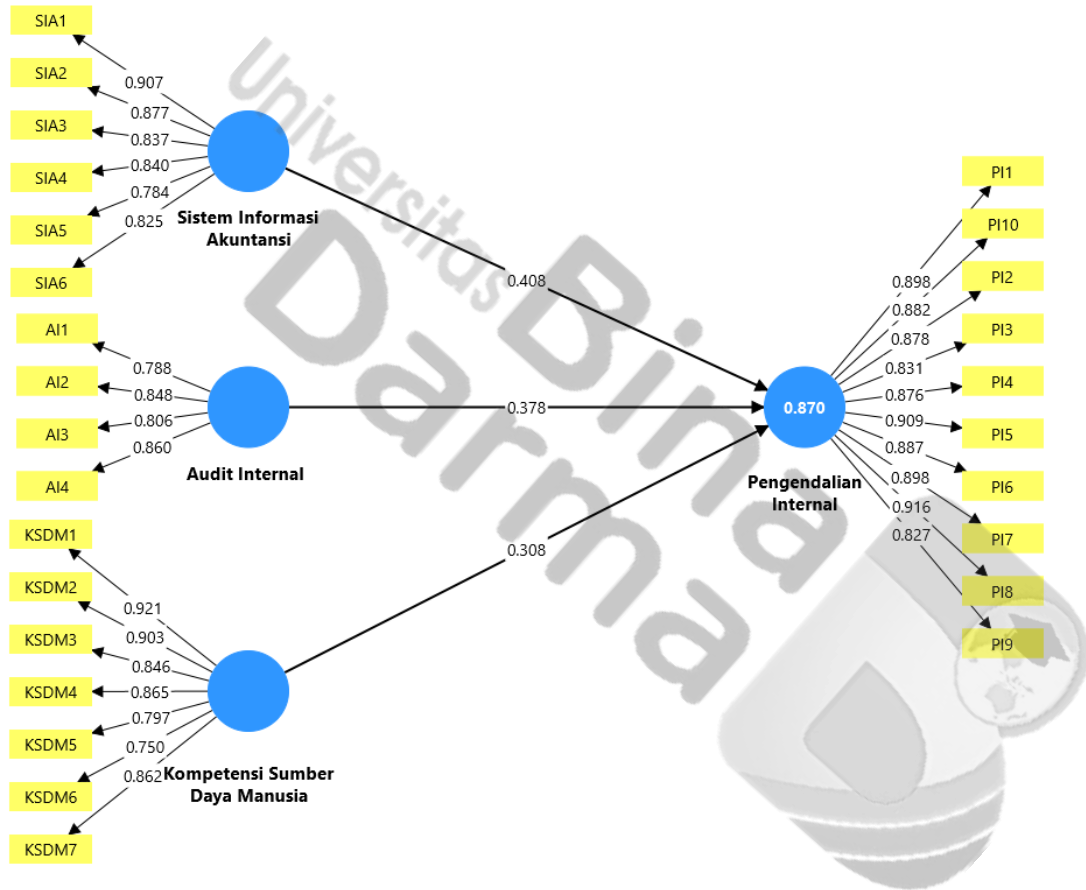 SIA1
SIA2
SIA3
SIA4
SIA5
SIA6
0.907
0.877
0.837
0.840
0.784
0.825
Sistem Informasi
Akuntansi
AI1
AI2
AI3
AI4
0.788
0.848
0.806
0.860
Audit Internal
KSDM1
KSDM2
KSDM3
KSDM4
KSDM5
KSDM6
KSDM7
0.921
0.903
0.846
0.865
0.797
0.750
0.862
Kompetensi Sumber
Daya Manusia
0.408
0.378
0.308
0.870
Pengendalian
Internal
0.898
0.882
0.878
0.831
0.876
0.909
0.887
0.898
0.916
0.827
PI1
PI10
PI2
PI3
PI4
PI5
PI6
PI7
PI8
PI9
Universitas
Bina
Darma